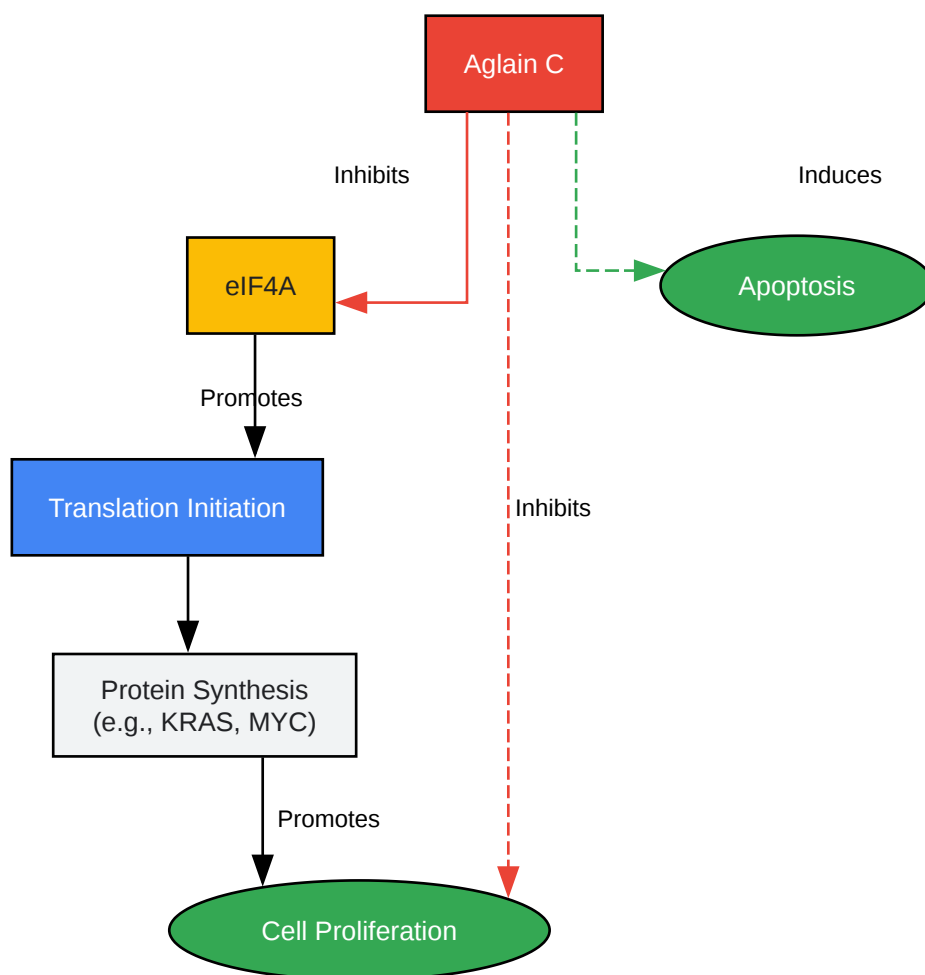 Aglain C
Inhibits
Induces
eIF4A
Apoptosis
Promotes
Translation Initiation
Inhibits
Protein Synthesis
(e.g., KRAS, MYC)
Promotes
Cell Proliferation